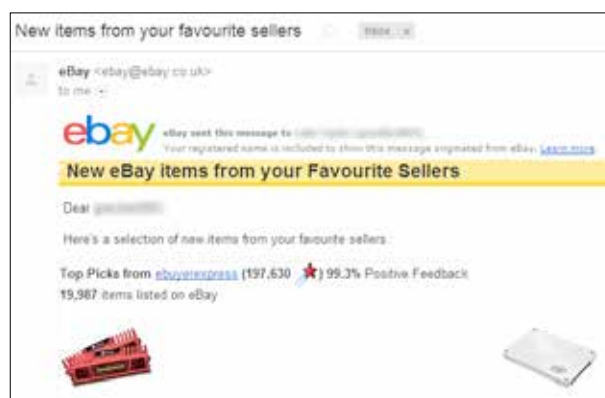 New items from your favourite sellers
Inbox x
eBay <ebay@ebay.co.uk>
to me
ebay eBay sent this message to
Your registered name is included to show this message originated from eBay. Learn more.
New eBay items from your Favourite Sellers
Dear
Here's a selection of new items from your favourite sellers
Top Picks from ebuyerexpress (197,630 ) 99.3% Positive Feedback
19,987 items listed on eBay